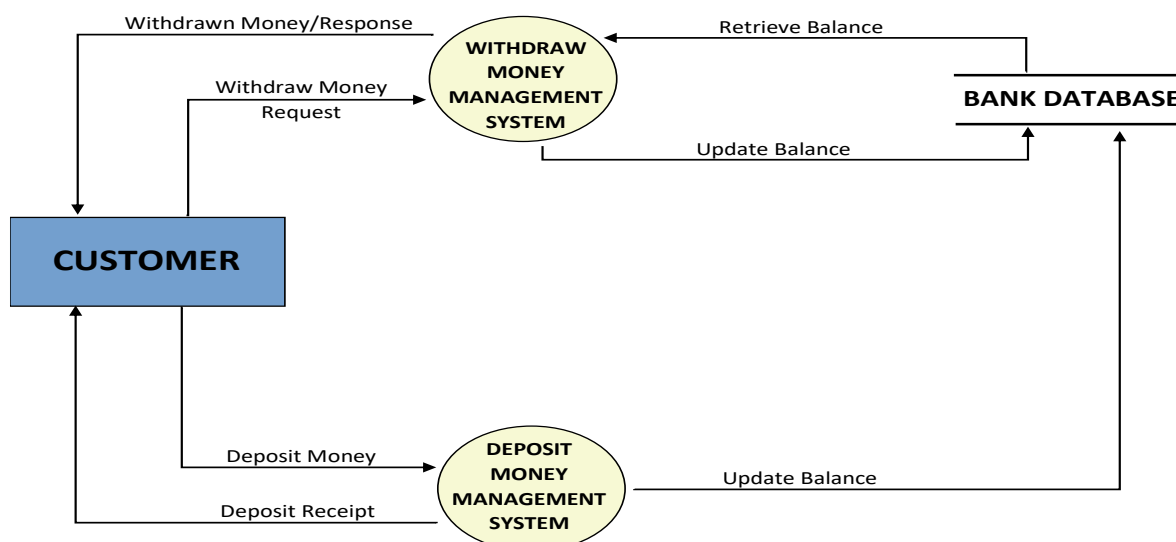 Withdrawn Money/Response
Retrieve Balance
WITHDRAW
MONEY
MANAGEMENT
SYSTEM
Withdraw Money
Request
BANK DATABASE
Update Balance
CUSTOMER
Deposit Money
DEPOSIT
MONEY
MANAGEMENT
SYSTEM
Update Balance
Deposit Receipt